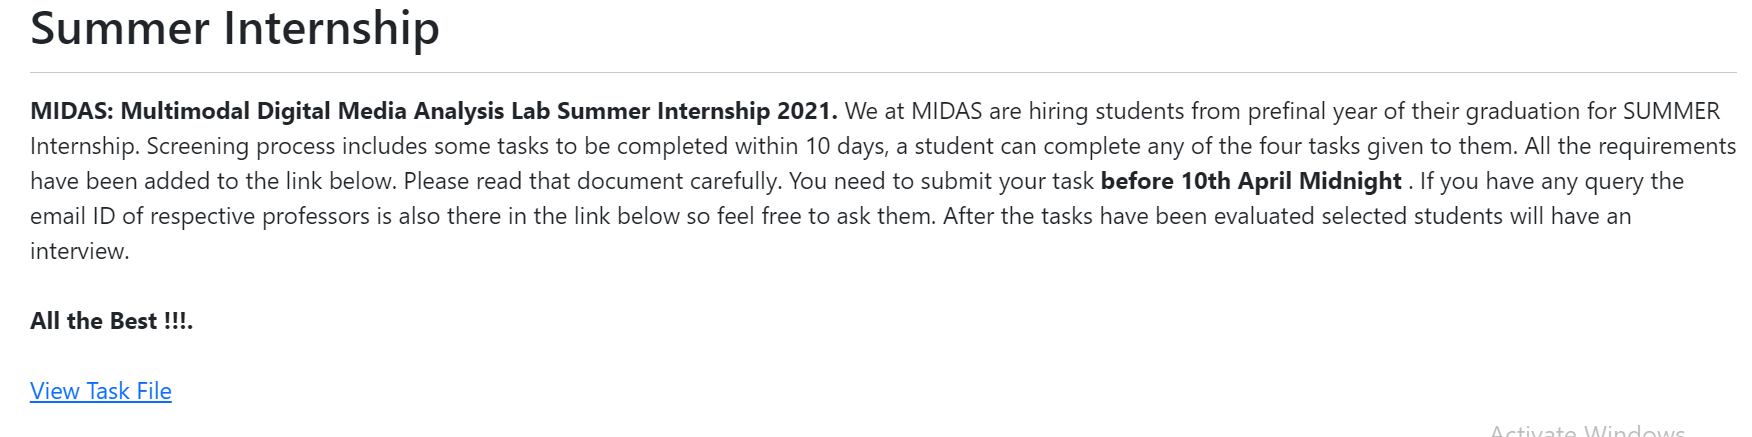 Summer Internship
MIDAS: Multimodal Digital Media Analysis Lab Summer Internship 2021. We at MIDAS are hiring students from prefinal year of their graduation for SUMMER
Internship. Screening process includes some tasks to be completed within 10 days, a student can complete any of the four tasks given to them. All the requirements
have been added to the link below. Please read that document carefully. You need to submit your task before 10th April Midnight . If you have any query the
email ID of respective professors is also there in the link below so feel free to ask them. After the tasks have been evaluated selected students will have an
interview.
All the Best !!!.
View Task File
Activate Windows